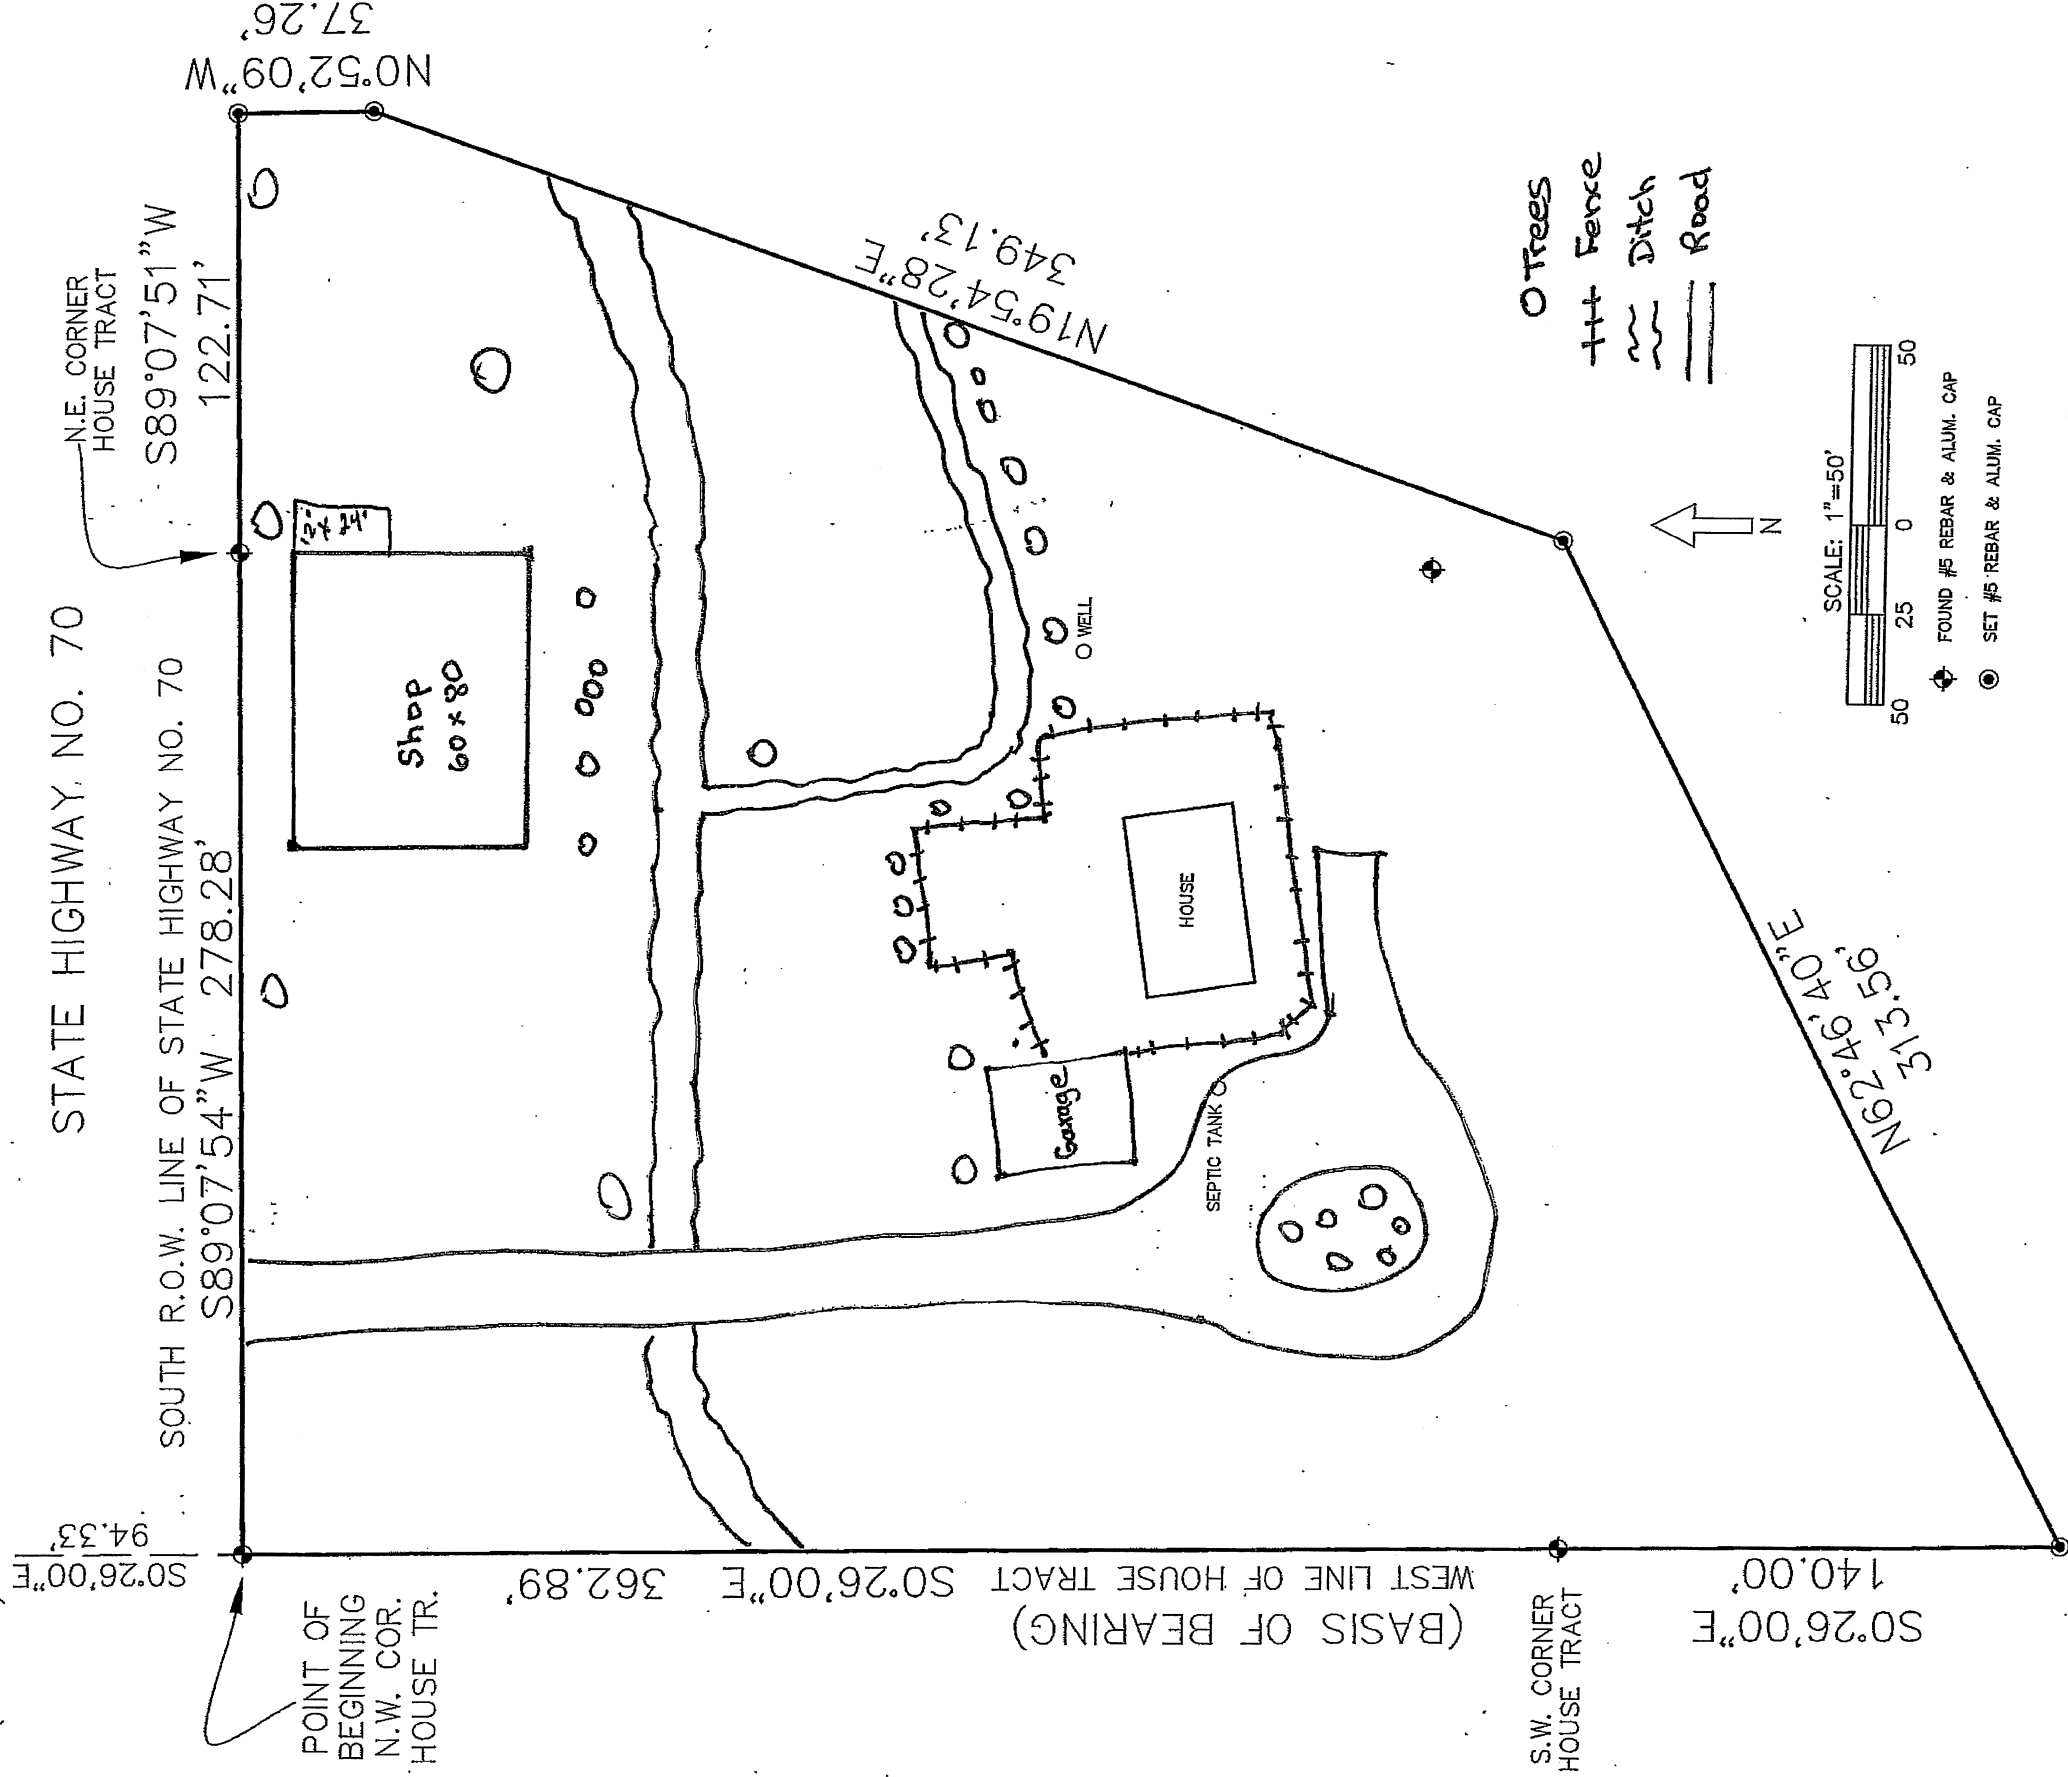 STATE HIGHWAY NO. 70
SOUTH R.O.W. LINE OF STATE HIGHWAY NO. 70
S89°07'54"W 278.28'
N.E. CORNER
HOUSE TRACT
S89°07'51"W
122.71'
N0°52'09"W
37.26'
S0°26'00"E
94.33'
POINT OF
BEGINNING
N.W. COR.
HOUSE TR.
Shop
60 x 80
N19°54'28"E
349.13'
362.89' S0°26'00"E
WEST LINE OF HOUSE TRACT
(BASIS OF BEARING)
WELL
HOUSE
Garage
SEPTIC TANK
S.W. CORNER
HOUSE TRACT
S0°26'00"E
140.00'
N62°46'40"E
313.56'
N
O Trees
Fence
Ditch
Road
SCALE: 1"=50'
50 25 0 50
FOUND #5 REBAR & ALUM. CAP
SET #5 REBAR & ALUM. CAP